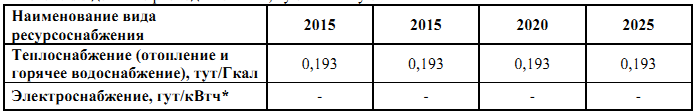 Наименование вида ресурсоснабжения 2015 2015 2020 2025
Теплоснабжение (отопление и горячее водоснабжение), тут/Гкал 0,193 0,193 0,193 0,193
Электроснабжение, гут/кВтч* - - - -